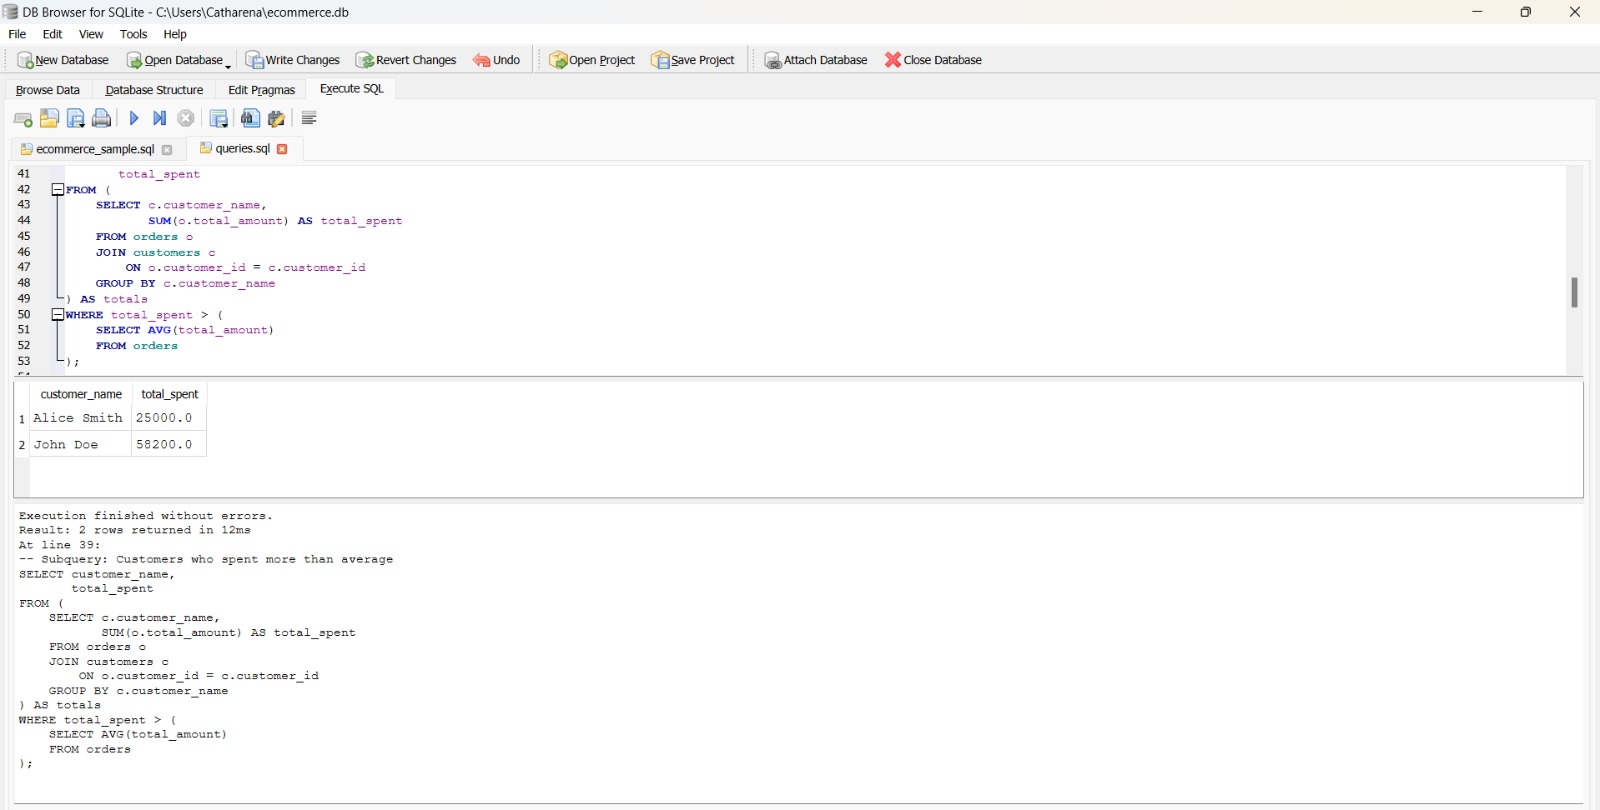 DB Browser for SQLite - C:\Users\Catharena\ecommerce.db
File Edit View Tools Help
New Database Open Database Write Changes Revert Changes Undo Open Project Save Project Attach Database Close Database
Browse Data Database Structure Edit Pragmas Execute SQL
ecommerce_sample.sql queries.sql
41 total_spent
42 FROM (
43 SELECT c.customer_name,
44 SUM(o.total_amount) AS total_spent
45 FROM orders o
46 JOIN customers c
47 ON o.customer_id = c.customer_id
48 GROUP BY c.customer_name
49 ) AS totals
50 WHERE total_spent > (
51 SELECT AVG(total_amount)
52 FROM orders
53 );
customer_name total_spent
1 Alice Smith 25000.0
2 John Doe 58200.0
Execution finished without errors.
Result: 2 rows returned in 12ms
At line 39:
-- Subquery: Customers who spent more than average
SELECT customer_name,
total_spent
FROM (
SELECT c.customer_name,
SUM(o.total_amount) AS total_spent
FROM orders o
JOIN customers c
ON o.customer_id = c.customer_id
GROUP BY c.customer_name
) AS totals
WHERE total_spent > (
SELECT AVG(total_amount)
FROM orders
);